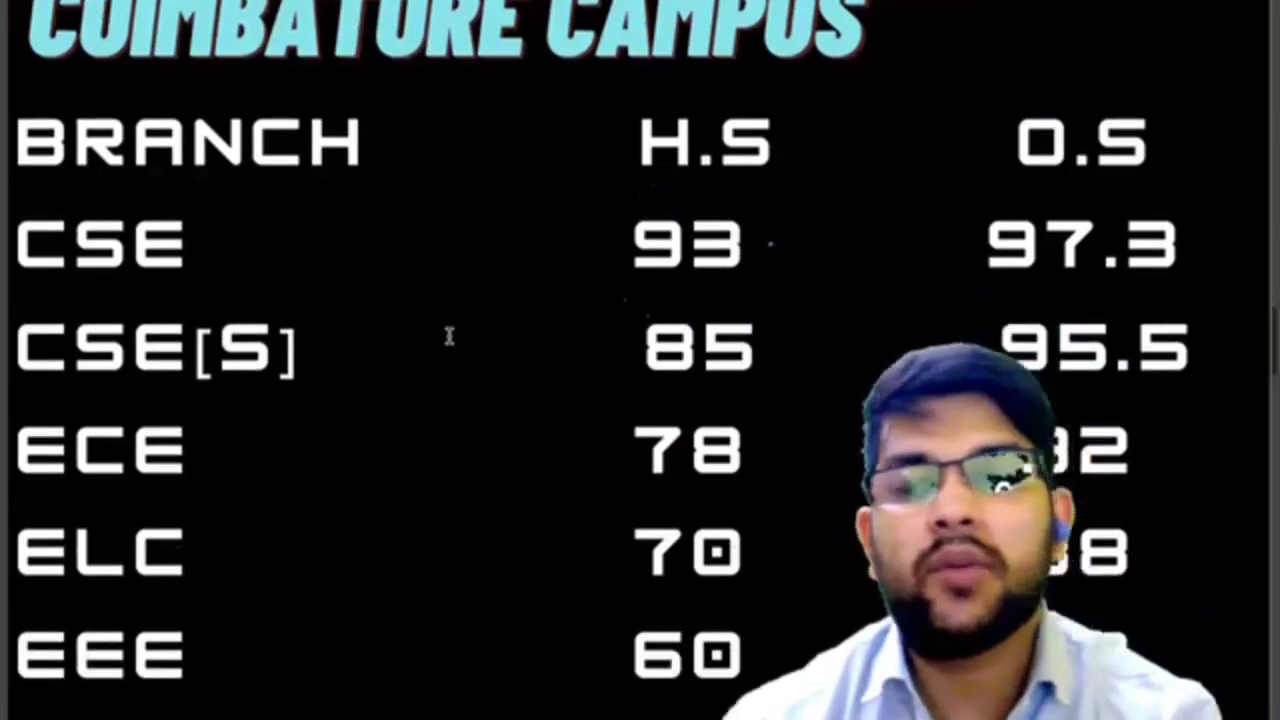 COIMBATORE CAMPUS
BRANCH H.S O.S
CSE 93 97.3
CSE[S] 85 95.5
ECE 78
ELC 70
EEE 60